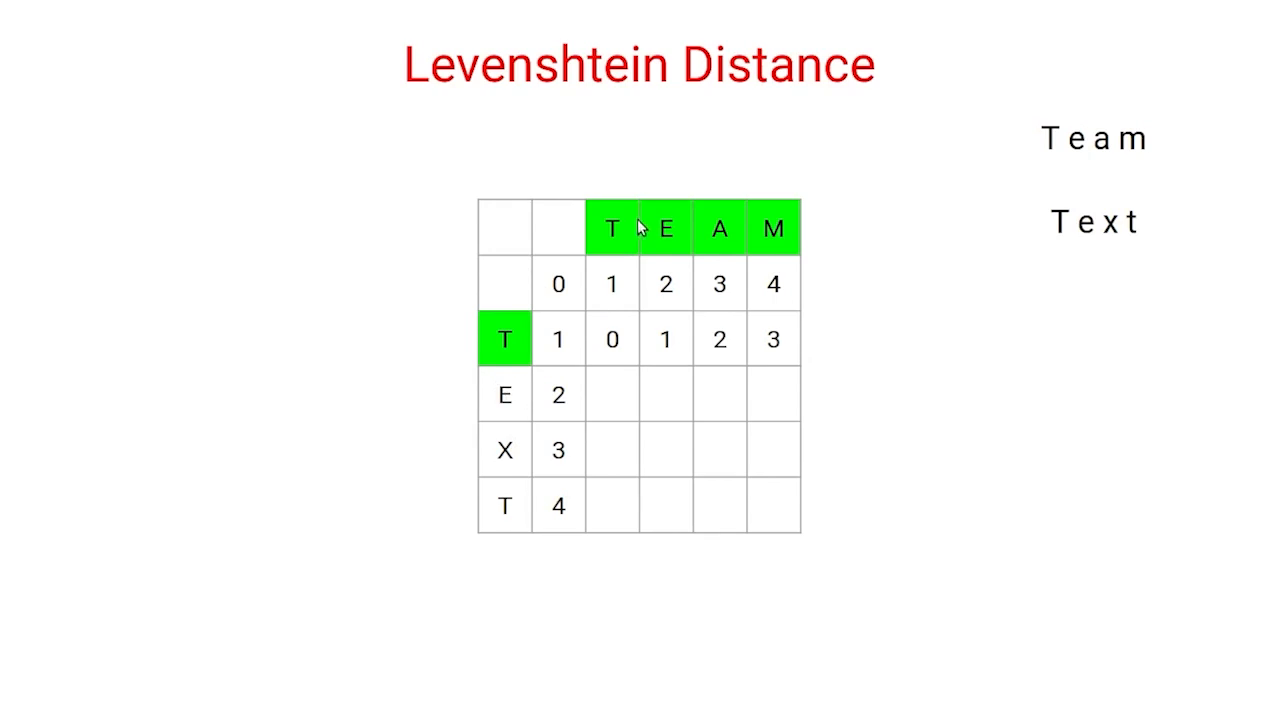 Levenshtein Distance
Team
Text
T E A M
0 1 2 3 4
T 1 0 1 2 3
E 2
X 3
T 4